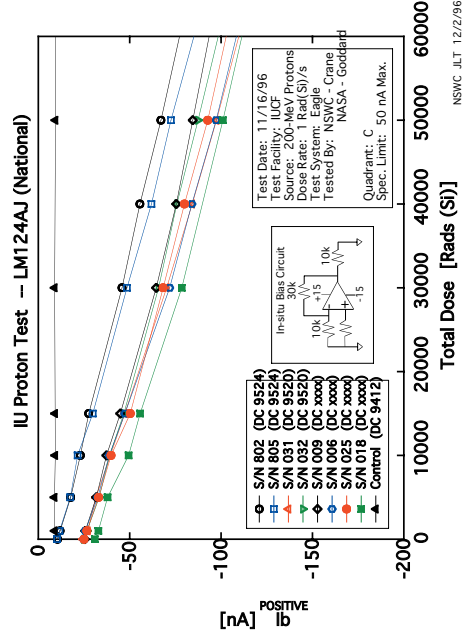 NSWC JLT 12/2/96
IU Proton Test -- LM124AJ (National)
[nA] Ib POSITIVE
0
-50
-100
-150
-200
0
10000
20000
30000
40000
50000
60000
Total Dose [Rads (Si)]
S/N 802 (DC 9524)
S/N 805 (DC 9524)
S/N 031 (DC 9520)
S/N 032 (DC 9520)
S/N 009 (DC xxxx)
S/N 006 (DC xxxx)
S/N 025 (DC xxxx)
S/N 018 (DC xxxx)
Control (DC 9412)
In-situ Bias Circuit
30k
10k
+15
-15
10k
Test Date: 11/16/96
Test Facility: IUCF
Source: 200-MeV Protons
Dose Rate: 1 Rad(Si)/s
Test System: Eagle
Tested By: NSWC - Crane
NASA - Goddard
Quadrant: C
Spec. Limit: 50 nA Max.